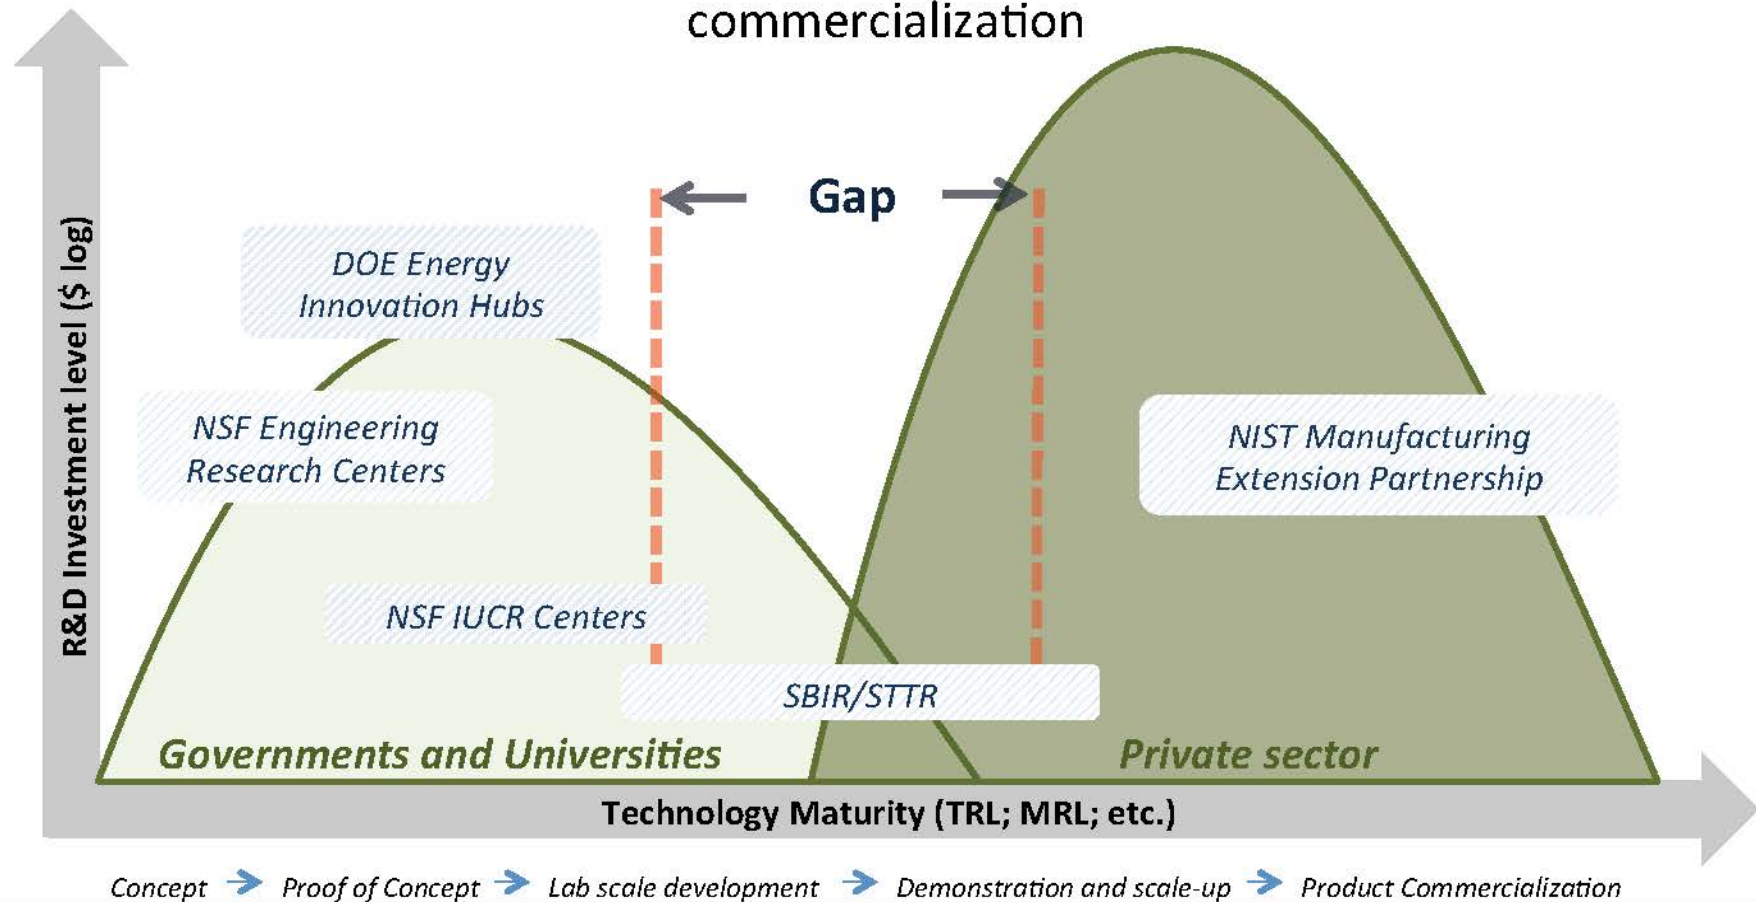 commercialization
Gap
R&D Investment level ($ log)
DOE Energy
Innovation Hubs
NSF Engineering
Research Centers
NIST Manufacturing
Extension Partnership
NSF IUCR Centers
SBIR/STTR
Governments and Universities
Private sector
Technology Maturity (TRL; MRL; etc.)
Concept → Proof of Concept → Lab scale development → Demonstration and scale-up → Product Commercialization